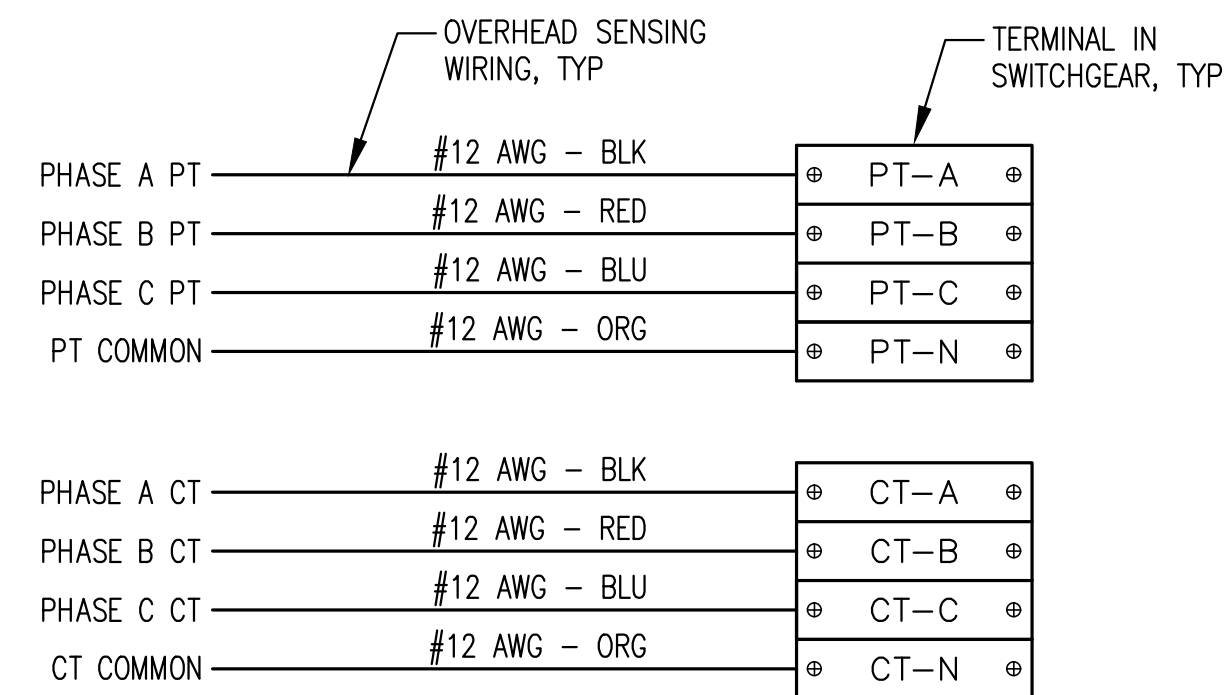 OVERHEAD SENSING
WIRING, TYP
TERMINAL IN
SWITCHGEAR, TYP
PHASE A PT #12 AWG – BLK PT–A
PHASE B PT #12 AWG – RED PT–B
PHASE C PT #12 AWG – BLU PT–C
PT COMMON #12 AWG – ORG PT–N
PHASE A CT #12 AWG – BLK CT–A
PHASE B CT #12 AWG – RED CT–B
PHASE C CT #12 AWG – BLU CT–C
CT COMMON #12 AWG – ORG CT–N